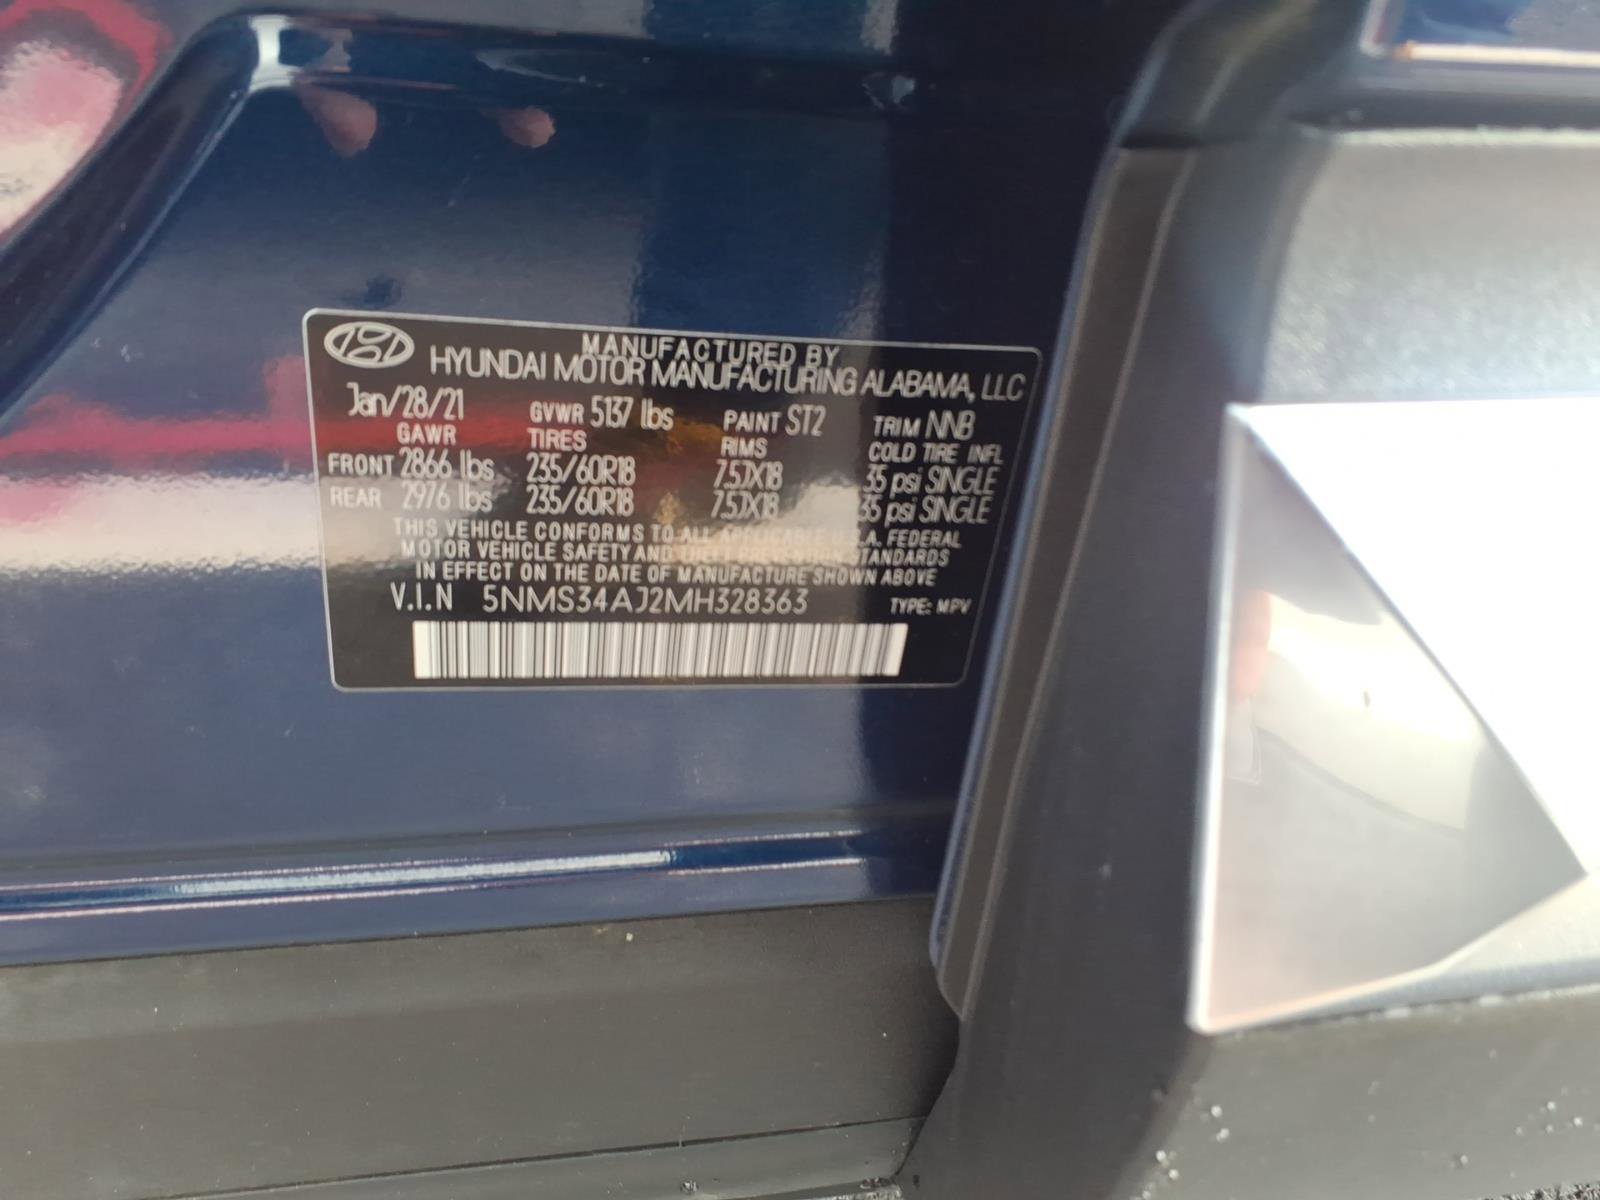 MANUFACTURED BY
HYUNDAI MOTOR MANUFACTURING ALABAMA, LLC
Jan/28/21 GVWR 5137 lbs PAINT ST2 TRIM NNB
GAWR TIRES RIMS COLD TIRE INFL
FRONT 2866 lbs 235/60R18 7.5JX18 35 psi SINGLE
REAR 2976 lbs 235/60R18 7.5JX18 35 psi SINGLE
THIS VEHICLE CONFORMS TO ALL APPLICABLE U.S.A. FEDERAL
MOTOR VEHICLE SAFETY AND THEFT PREVENTION STANDARDS
IN EFFECT ON THE DATE OF MANUFACTURE SHOWN ABOVE
V.I.N 5NMS34AJ2MH328363 TYPE: MPV